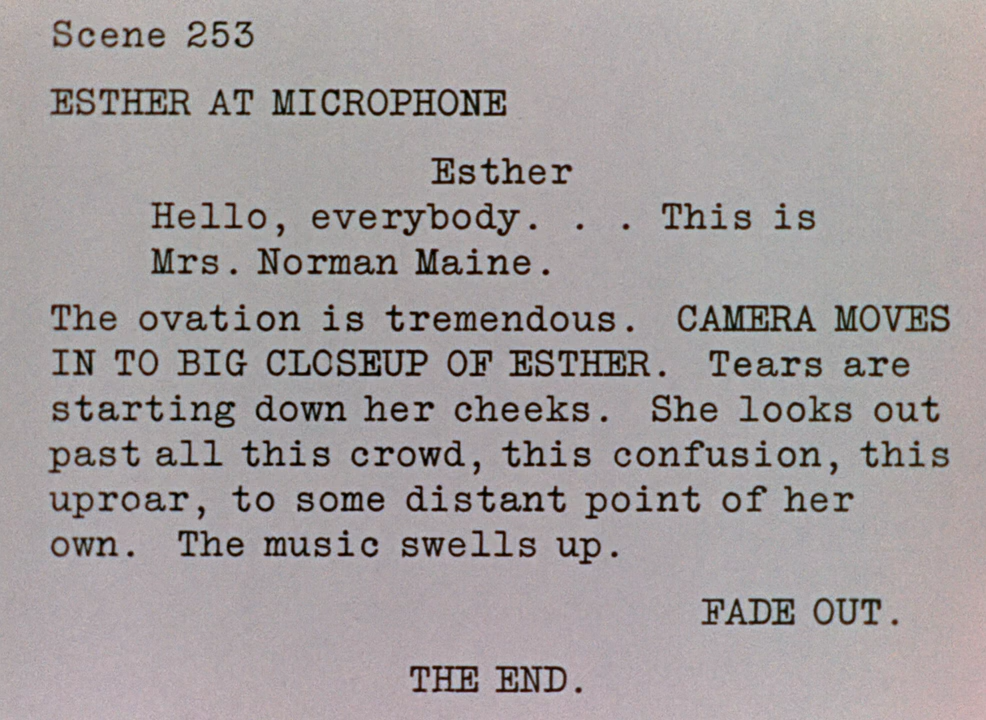 Scene 253
ESTHER AT MICROPHONE
Esther
Hello, everybody. . . This is
Mrs. Norman Maine.
The ovation is tremendous. CAMERA MOVES
IN TO BIG CLCSEUP OF ESTHER. Tears are
starting down her cheeks. She looks out
past all this crowd, this confusion, this
uproar, to some distant point of her
own. The music swells up.
FADE OUT.
THE END.